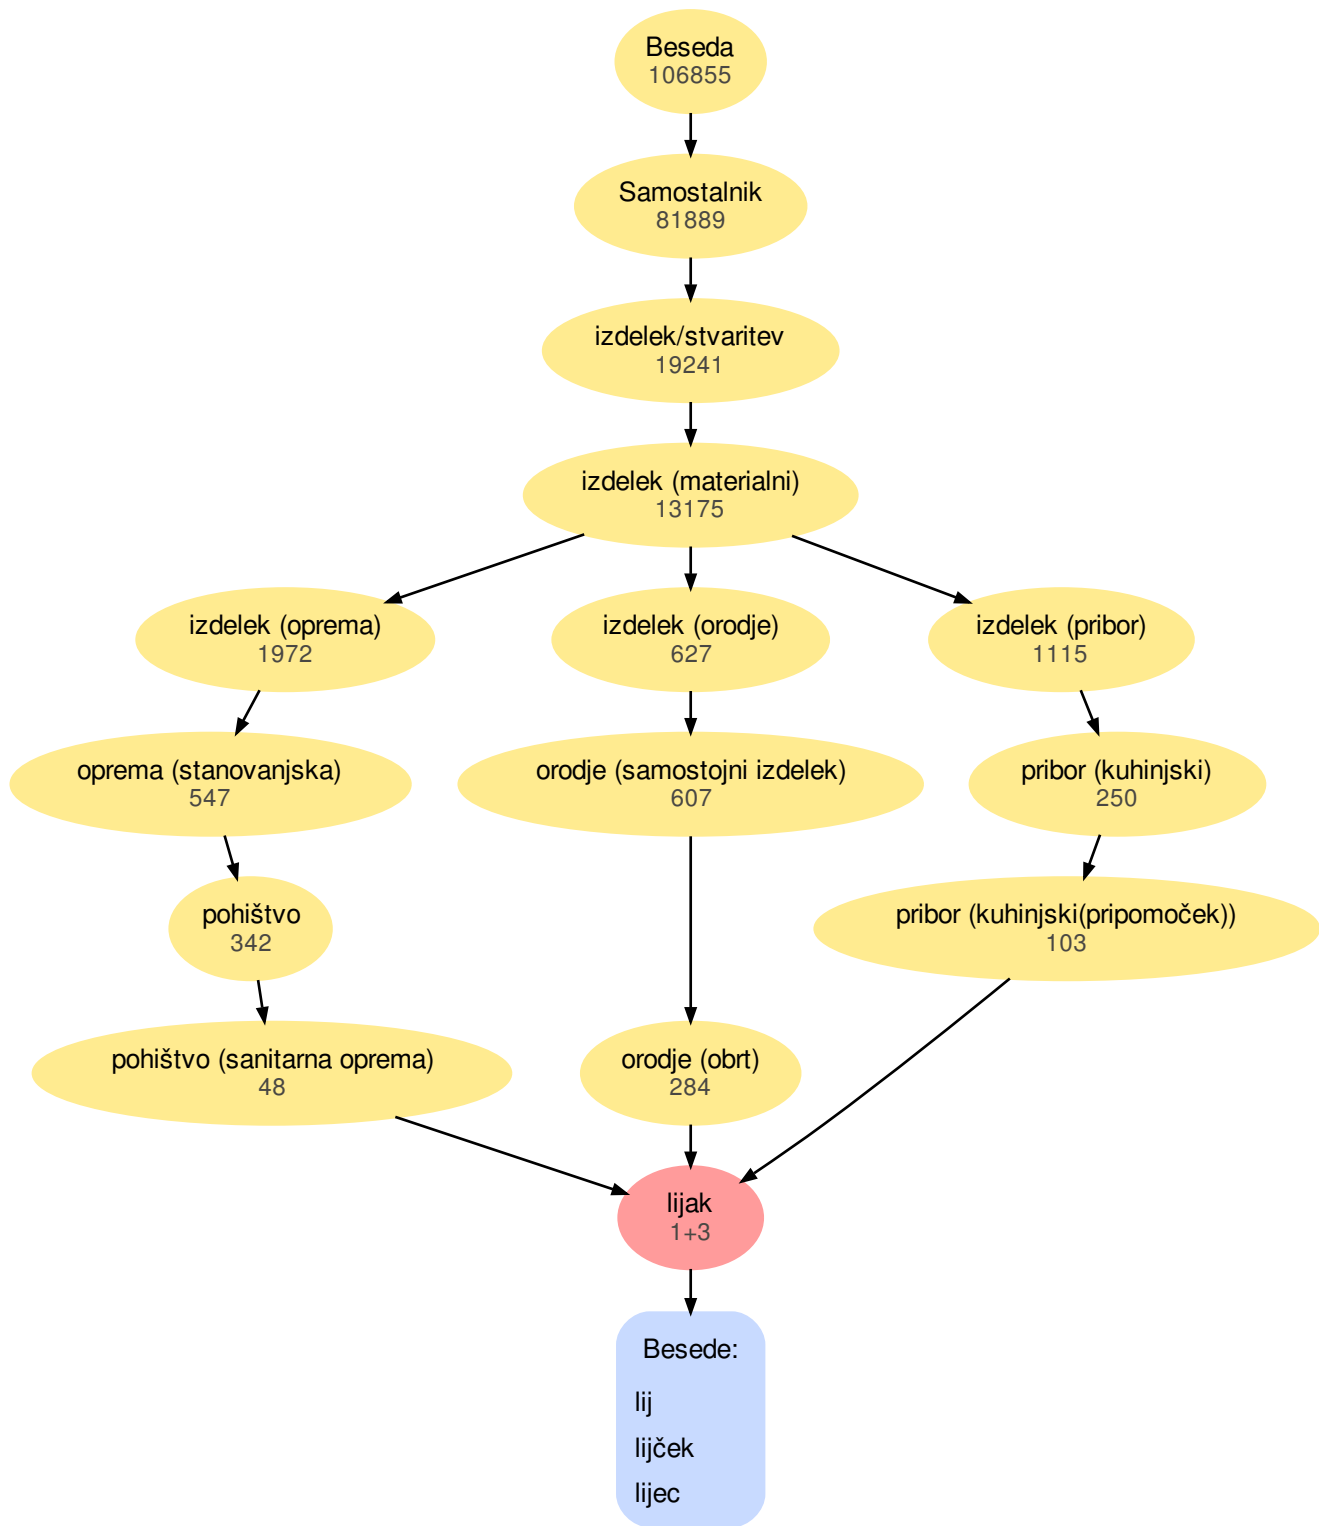 Beseda
106855
Samostalnik
81889
izdelek/stvaritev
19241
izdelek (materialni)
13175
izdelek (oprema)
1972
izdelek (orodje)
627
izdelek (pribor)
1115
oprema (stanovanjska)
547
orodje (samostojni izdelek)
607
pribor (kuhinjski)
250
pohištvo
342
pribor (kuhinjski(pripomoček))
103
pohištvo (sanitarna oprema)
48
orodje (obrt)
284
lijak
1+3
Besede:
lij
lijček
lijec